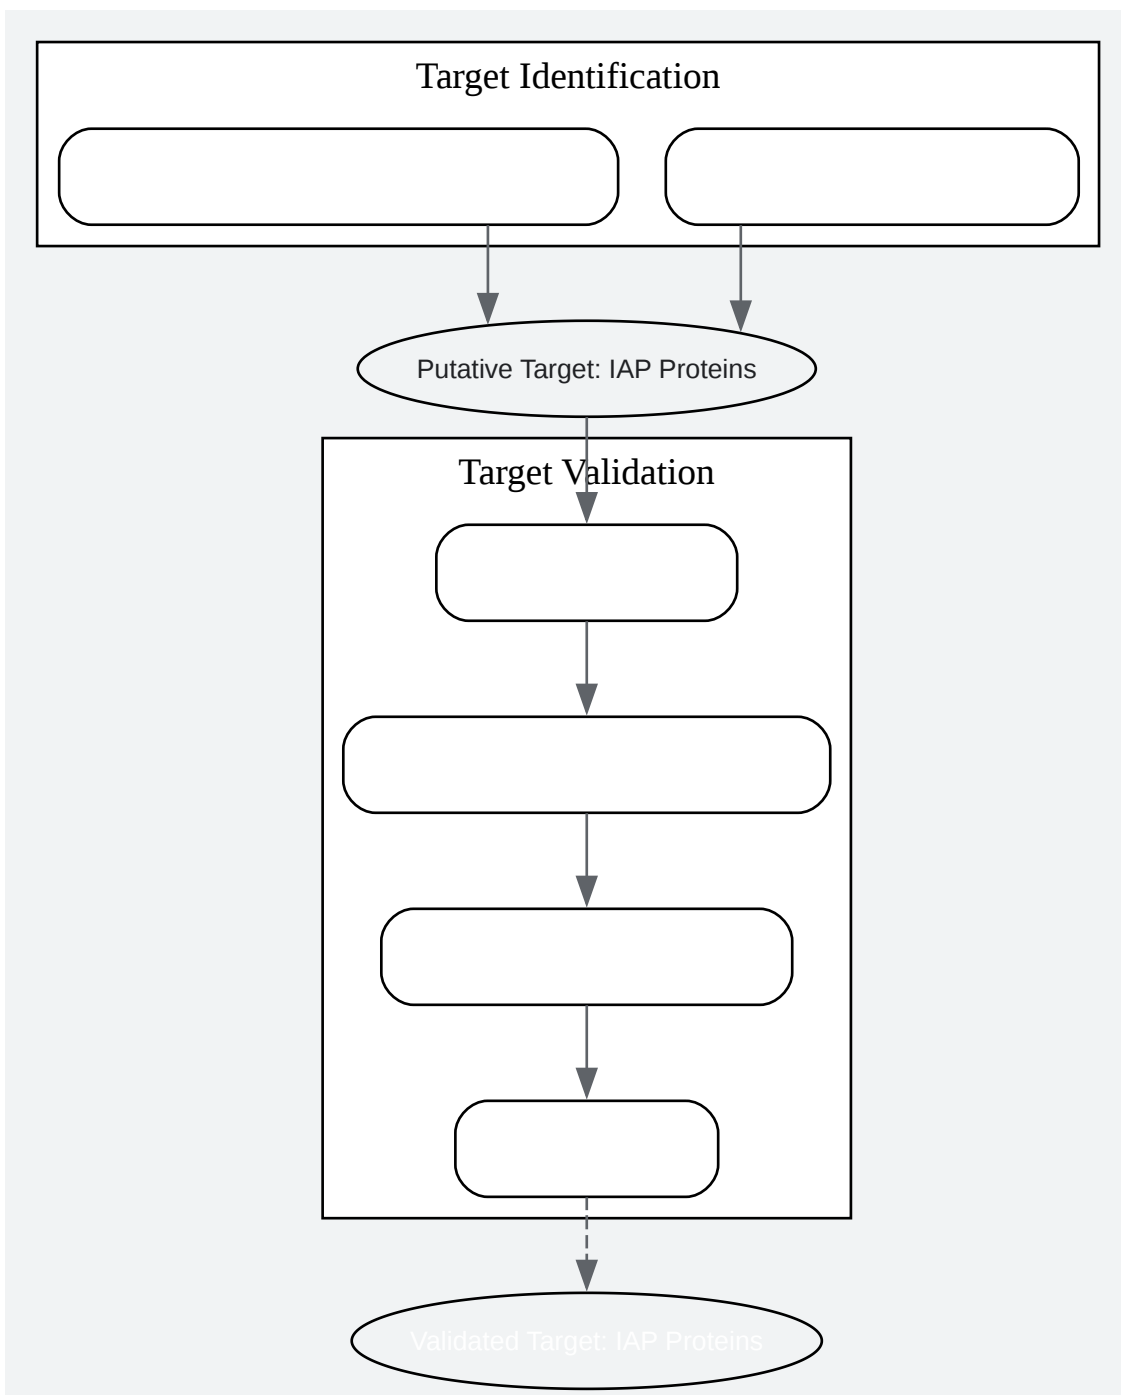 Target Identification
Putative Target: IAP Proteins
Target Validation
Validated Target: IAP Proteins